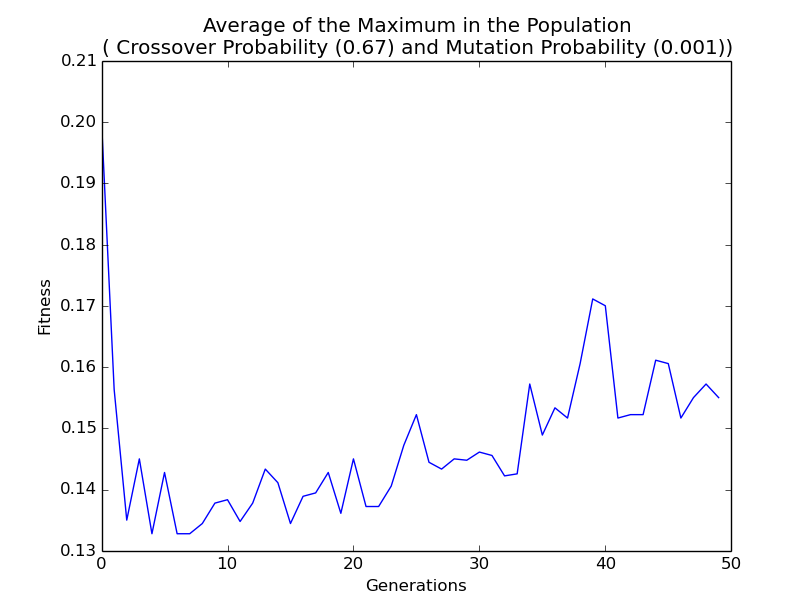 Average of the Maximum in the Population
( Crossover Probability (0.67) and Mutation Probability (0.001))
0.21
0.20
0.19
0.18
0.17
0.16
0.15
0.14
0.13
Fitness
0 10 20 30 40 50
Generations